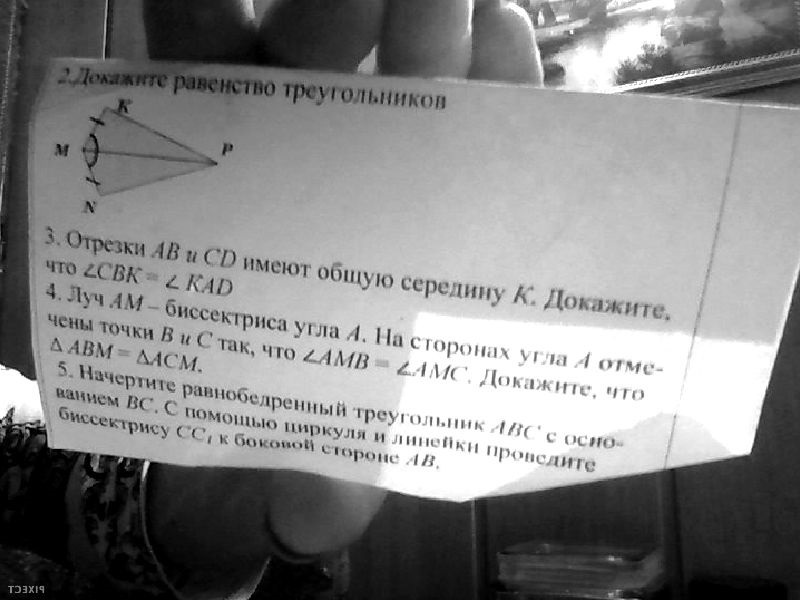 2.Докажите равенство треугольников
K
M
P
N
3. Отрезки AB и CD имеют общую середину K. Докажите,
что ∠CBK = ∠ KAD
4. Луч AM – биссектриса угла A. На сторонах угла A отме-
чены точки B и C так, что ∠AMB = ∠AMC. Докажите, что
Δ ABM = ΔACM.
5. Начертите равнобедренный треугольник ABC с осно-
ванием BC. С помощью циркуля и линейки проведите
биссектрису CC₁ к боковой стороне AB.
PIXECT